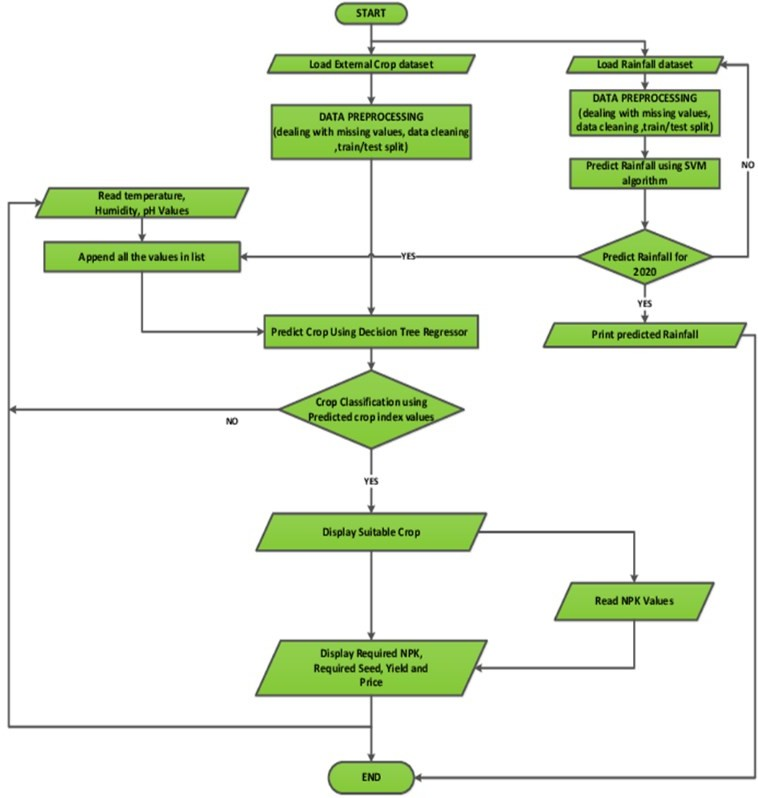 START
Load External Crop dataset
Load Rainfall dataset
DATA PREPROCESSING
(dealing with missing values, data cleaning
,train/test split)
DATA PREPROCESSING
(dealing with missing values,
data cleaning ,train/test split)
Predict Rainfall using SVM
algorithm
NO
Read temperature,
Humidity, pH Values
Append all the values in list
YES
Predict Rainfall for
2020
YES
Predict Crop Using Decision Tree Regressor
Print predicted Rainfall
Crop Classification using
Predicted crop index values
NO
YES
Display Suitable Crop
Read NPK Values
Display Required NPK,
Required Seed, Yield and
Price
END